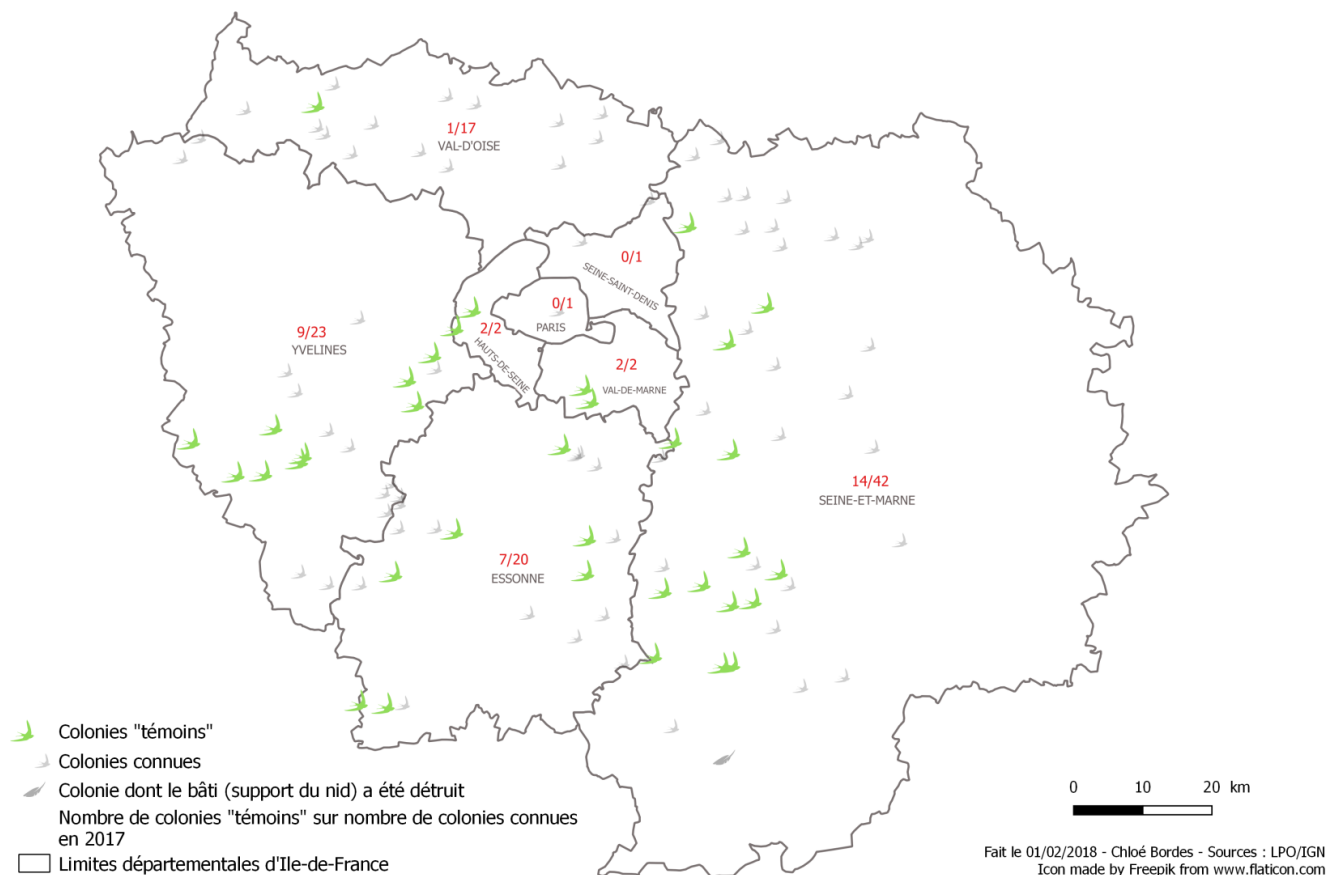 1/17
VAL-D'OISE
0/1
SEINE-SAINT-DENIS
0/1
PARIS
9/23
YVELINES
2/2
HAUTS-DE-SEINE
2/2
VAL-DE-MARNE
14/42
SEINE-ET-MARNE
7/20
ESSONNE
Colonies "témoins"
Colonies connues
Colonie dont le bâti (support du nid) a été détruit
Nombre de colonies "témoins" sur nombre de colonies connues
en 2017
Limites départementales d'Ile-de-France
0 10 20 km
Fait le 01/02/2018 - Chloé Bordes - Sources : LPO/IGN
Icon made by Freepik from www.flaticon.com